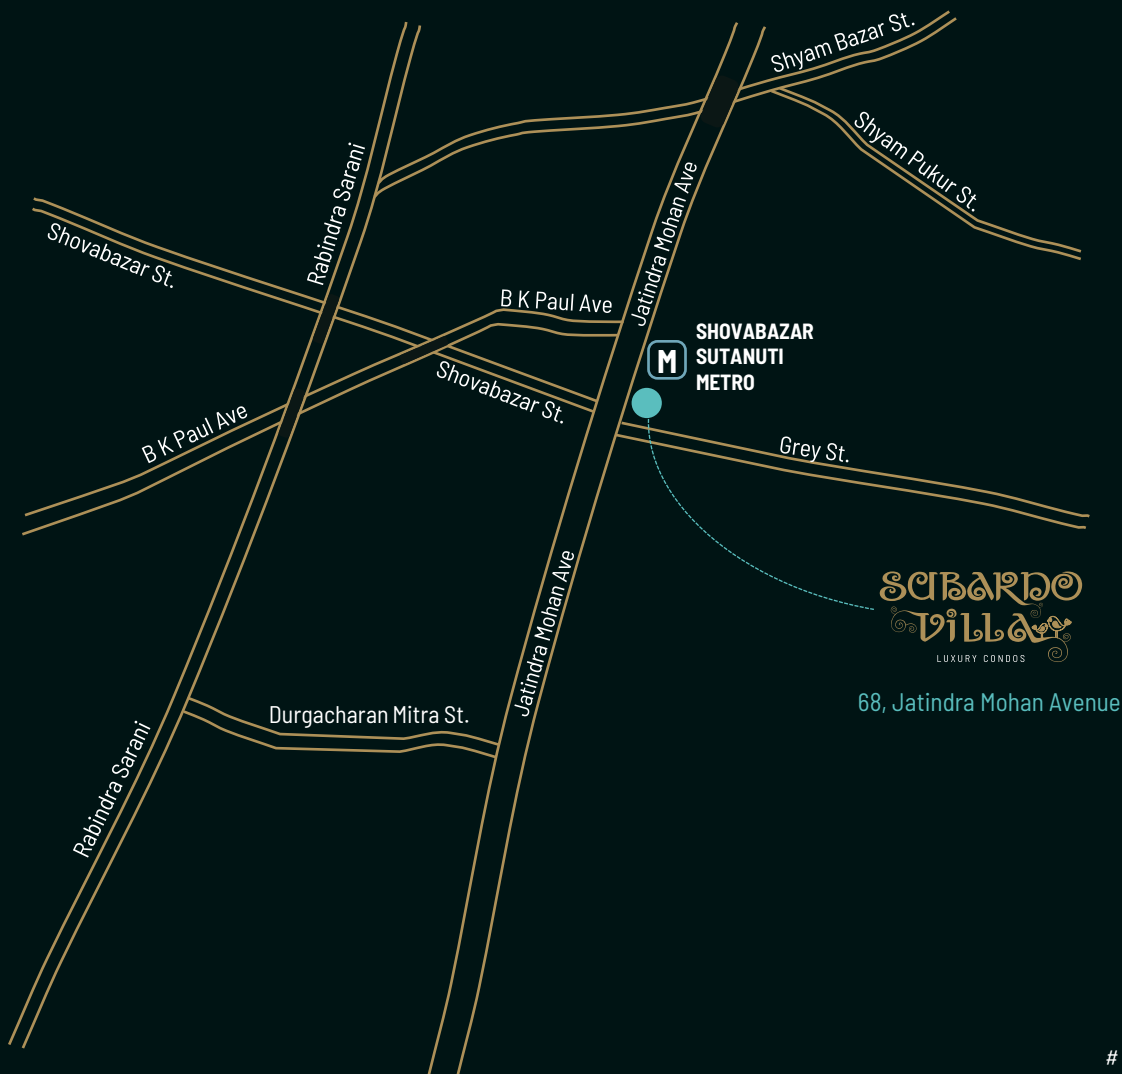 Shyam Bazar St.
Shyam Pukur St.
Rabindra Sarani
Jatindra Mohan Ave
Shovabazar St.
B K Paul Ave
SHOVABAZAR
SUTANUTI
METRO
M
Shovabazar St.
B K Paul Ave
Grey St.
Jatindra Mohan Ave
SUBARDO
ViLLA
LUXURY CONDOS
68, Jatindra Mohan Avenue
Durgacharan Mitra St.
Rabindra Sarani
#